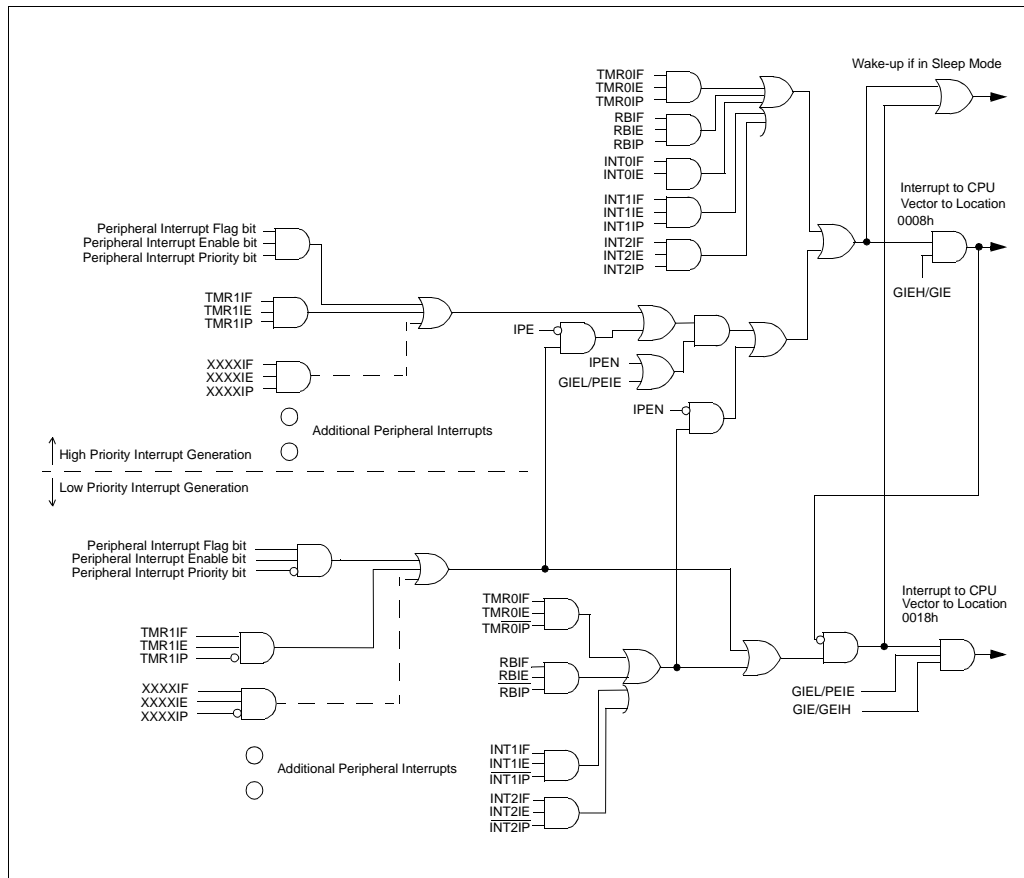 Wake-up if in Sleep Mode
TMR0IF
TMR0IE
TMR0IP
RBIF
RBIE
RBIP
INT0IF
INT0IE
INT1IF
INT1IE
INT1IP
INT2IF
INT2IE
INT2IP
Interrupt to CPU
Vector to Location
0008h
GIEH/GIE
Peripheral Interrupt Flag bit
Peripheral Interrupt Enable bit
Peripheral Interrupt Priority bit
TMR1IF
TMR1IE
TMR1IP
XXXXIF
XXXXIE
XXXXIP
IPE
IPEN
GIEL/PEIE
IPEN
Additional Peripheral Interrupts
High Priority Interrupt Generation
Low Priority Interrupt Generation
Peripheral Interrupt Flag bit
Peripheral Interrupt Enable bit
Peripheral Interrupt Priority bit
TMR1IF
TMR1IE
TMR1IP
XXXXIF
XXXXIE
XXXXIP
Additional Peripheral Interrupts
TMR0IF
TMR0IE
TMR0IP
RBIF
RBIE
RBIP
INT1IF
INT1IE
INT1IP
INT2IF
INT2IE
INT2IP
Interrupt to CPU
Vector to Location
0018h
GIEL/PEIE
GIE/GEIH